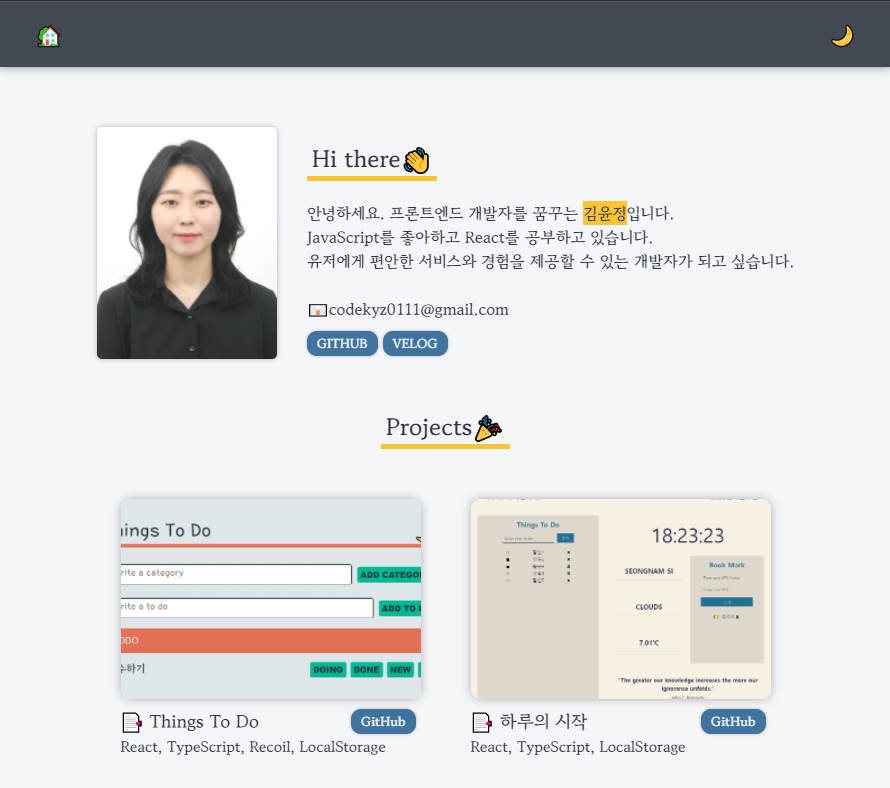 Hi there
안녕하세요. 프론트엔드 개발자를 꿈꾸는 김윤정입니다.
JavaScript를 좋아하고 React를 공부하고 있습니다.
유저에게 편안한 서비스와 경험을 제공할 수 있는 개발자가 되고 싶습니다.
codekyz0111@gmail.com
GITHUB VELOG
Projects
ings To Do
rite a category
ADD CATEGO
rite a to do
ADD TO
ODO
수하기
DOING DONE NEW
Things To Do
18:23:23
SEONGNAM-SI
CLOUDS
7.01℃
Book Mark
"The greater our knowledge increases the more our
ignorance unfolds."
Things To Do
GitHub
React, TypeScript, Recoil, LocalStorage
하루의 시작
GitHub
React, TypeScript, LocalStorage